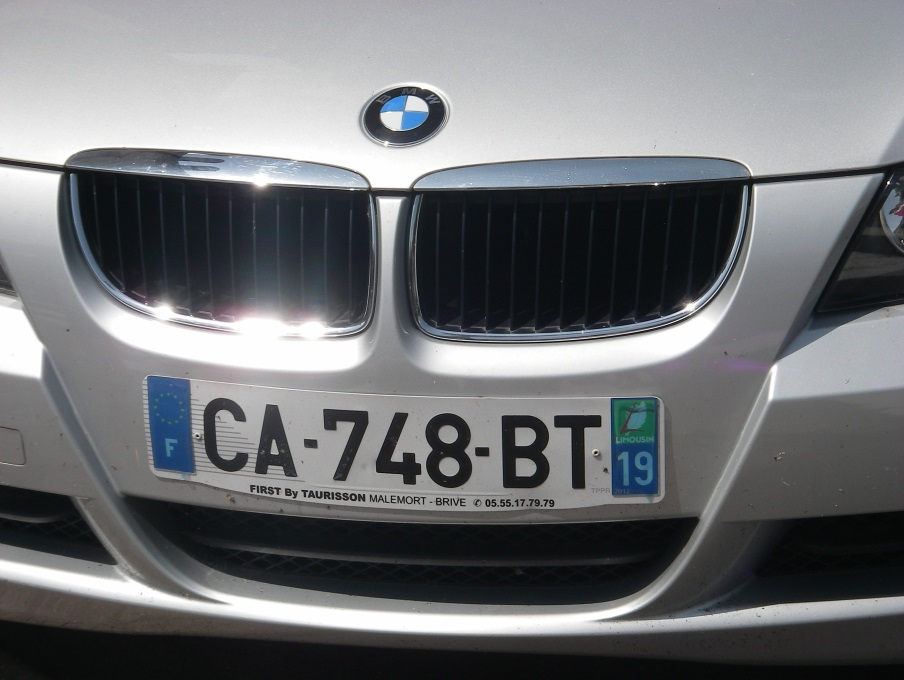 BMW
F
CA-748-BT
LIMOUSIN
19
FIRST By TAURISSON MALEMORT - BRIVE ✆ 05.55.17.79.79